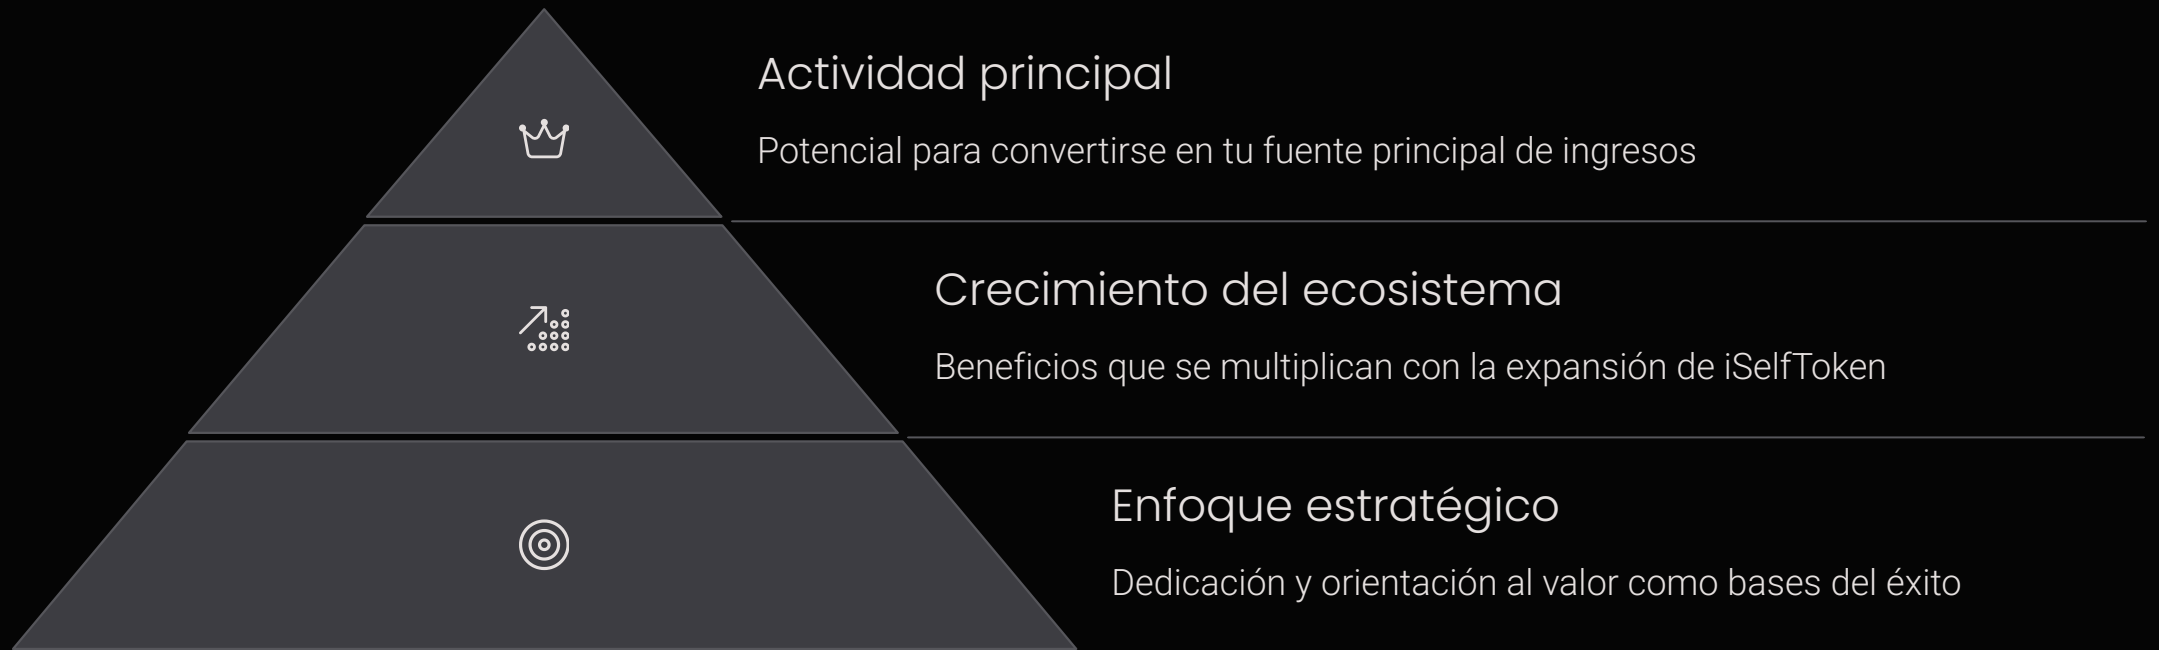 Actividad principal
Potencial para convertirse en tu fuente principal de ingresos
Crecimiento del ecosistema
Beneficios que se multiplican con la expansión de iSelfToken
Enfoque estratégico
Dedicación y orientación al valor como bases del éxito